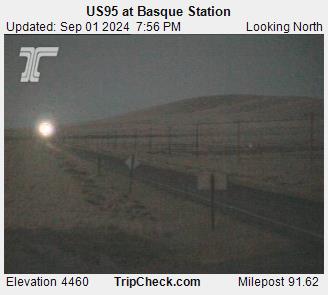 US95 at Basque Station
Updated: Sep 01 2024 7:56 PM Looking North
Elevation 4460 TripCheck.com Milepost 91.62